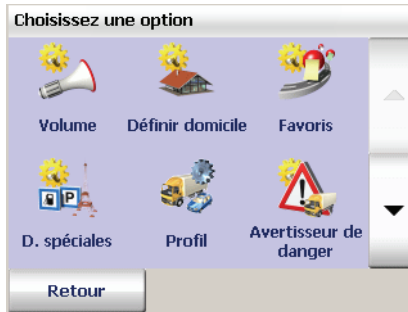 Choisissez une option
Volume
Définir domicile
Favoris
P
D. spéciales
Profil
Avertisseur de
danger
Retour